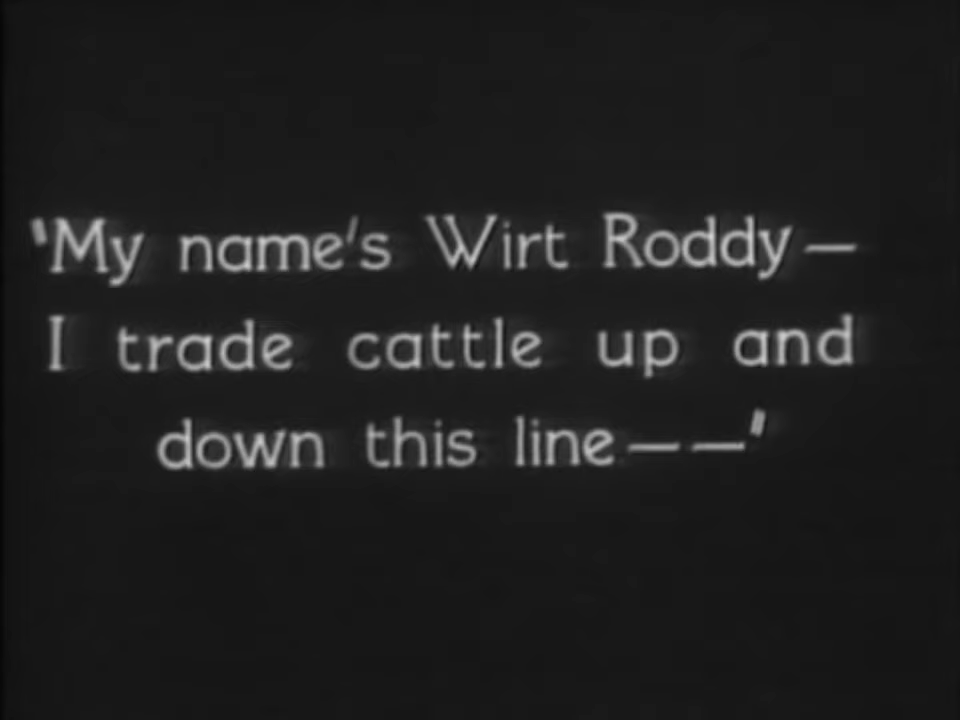 "My name's Wirt Roddy—
I trade cattle up and
down this line——"